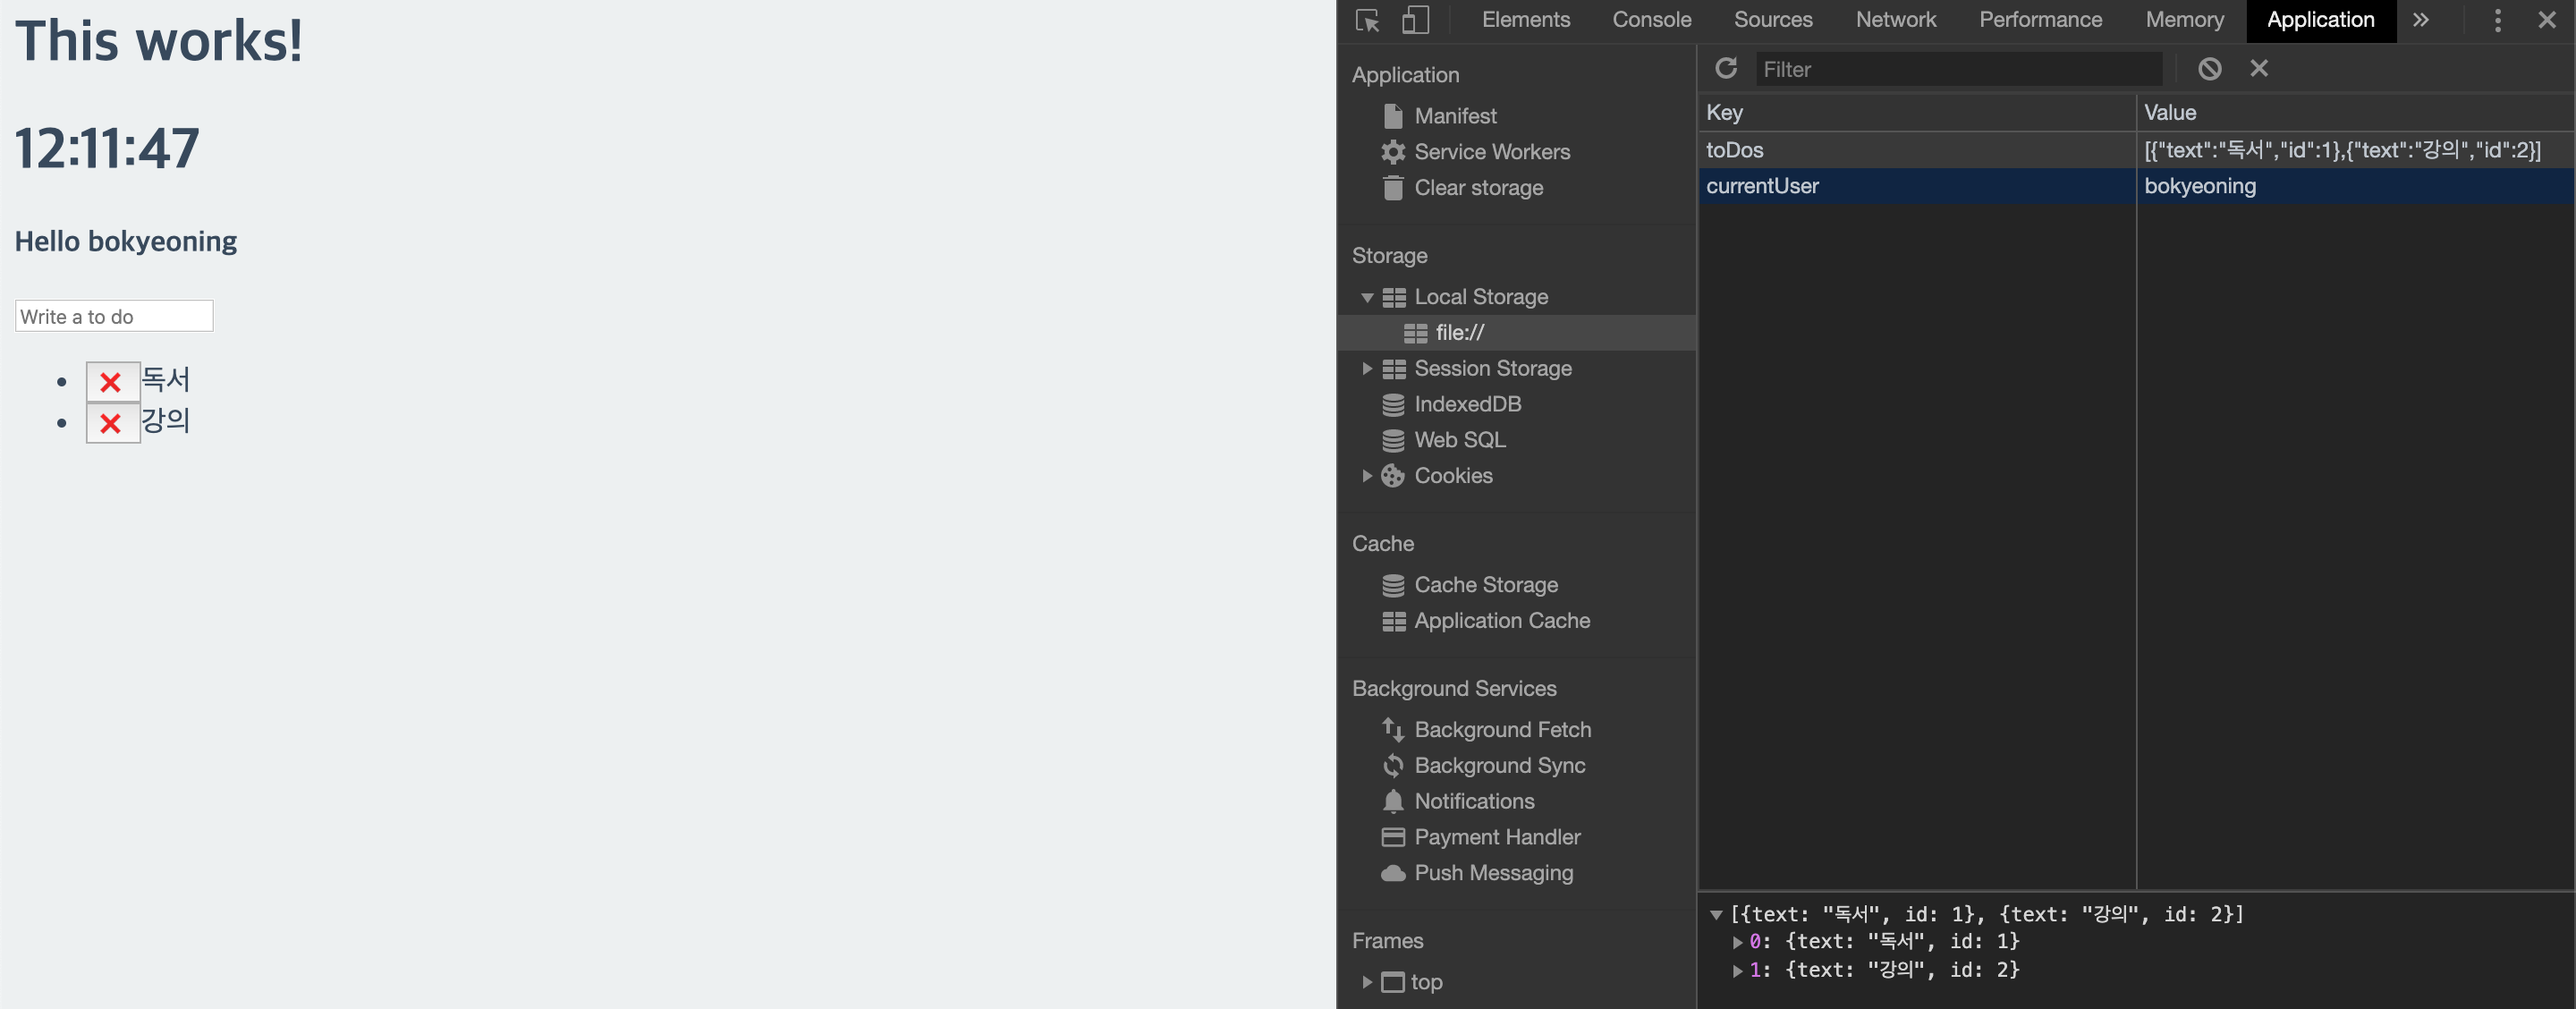 This works!
12:11:47
Hello bokyeoning
Write a to do
독서
강의
Elements Console Sources Network Performance Memory Application »
Application
Manifest
Service Workers
Clear storage
Storage
Local Storage
file://
Session Storage
IndexedDB
Web SQL
Cookies
Cache
Cache Storage
Application Cache
Background Services
Background Fetch
Background Sync
Notifications
Payment Handler
Push Messaging
Frames
top
Filter
Key Value
toDos [{"text":"독서","id":1},{"text":"강의","id":2}]
currentUser bokyeoning
[{text: "독서", id: 1}, {text: "강의", id: 2}]
0: {text: "독서", id: 1}
1: {text: "강의", id: 2}